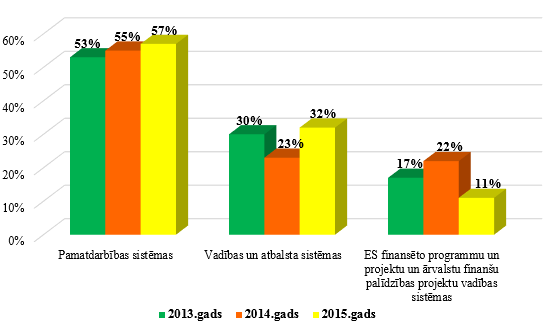 60%
50%
40%
30%
20%
10%
0%
53%
55%
57%
30%
23%
32%
17%
22%
11%
Pamatdarbības sistēmas
Vadības un atbalsta sistēmas
ES finansēto programmu un
projektu un ārvalstu finanšu
palīdzības projektu vadības
sistēmas
2013.gads
2014.gads
2015.gads